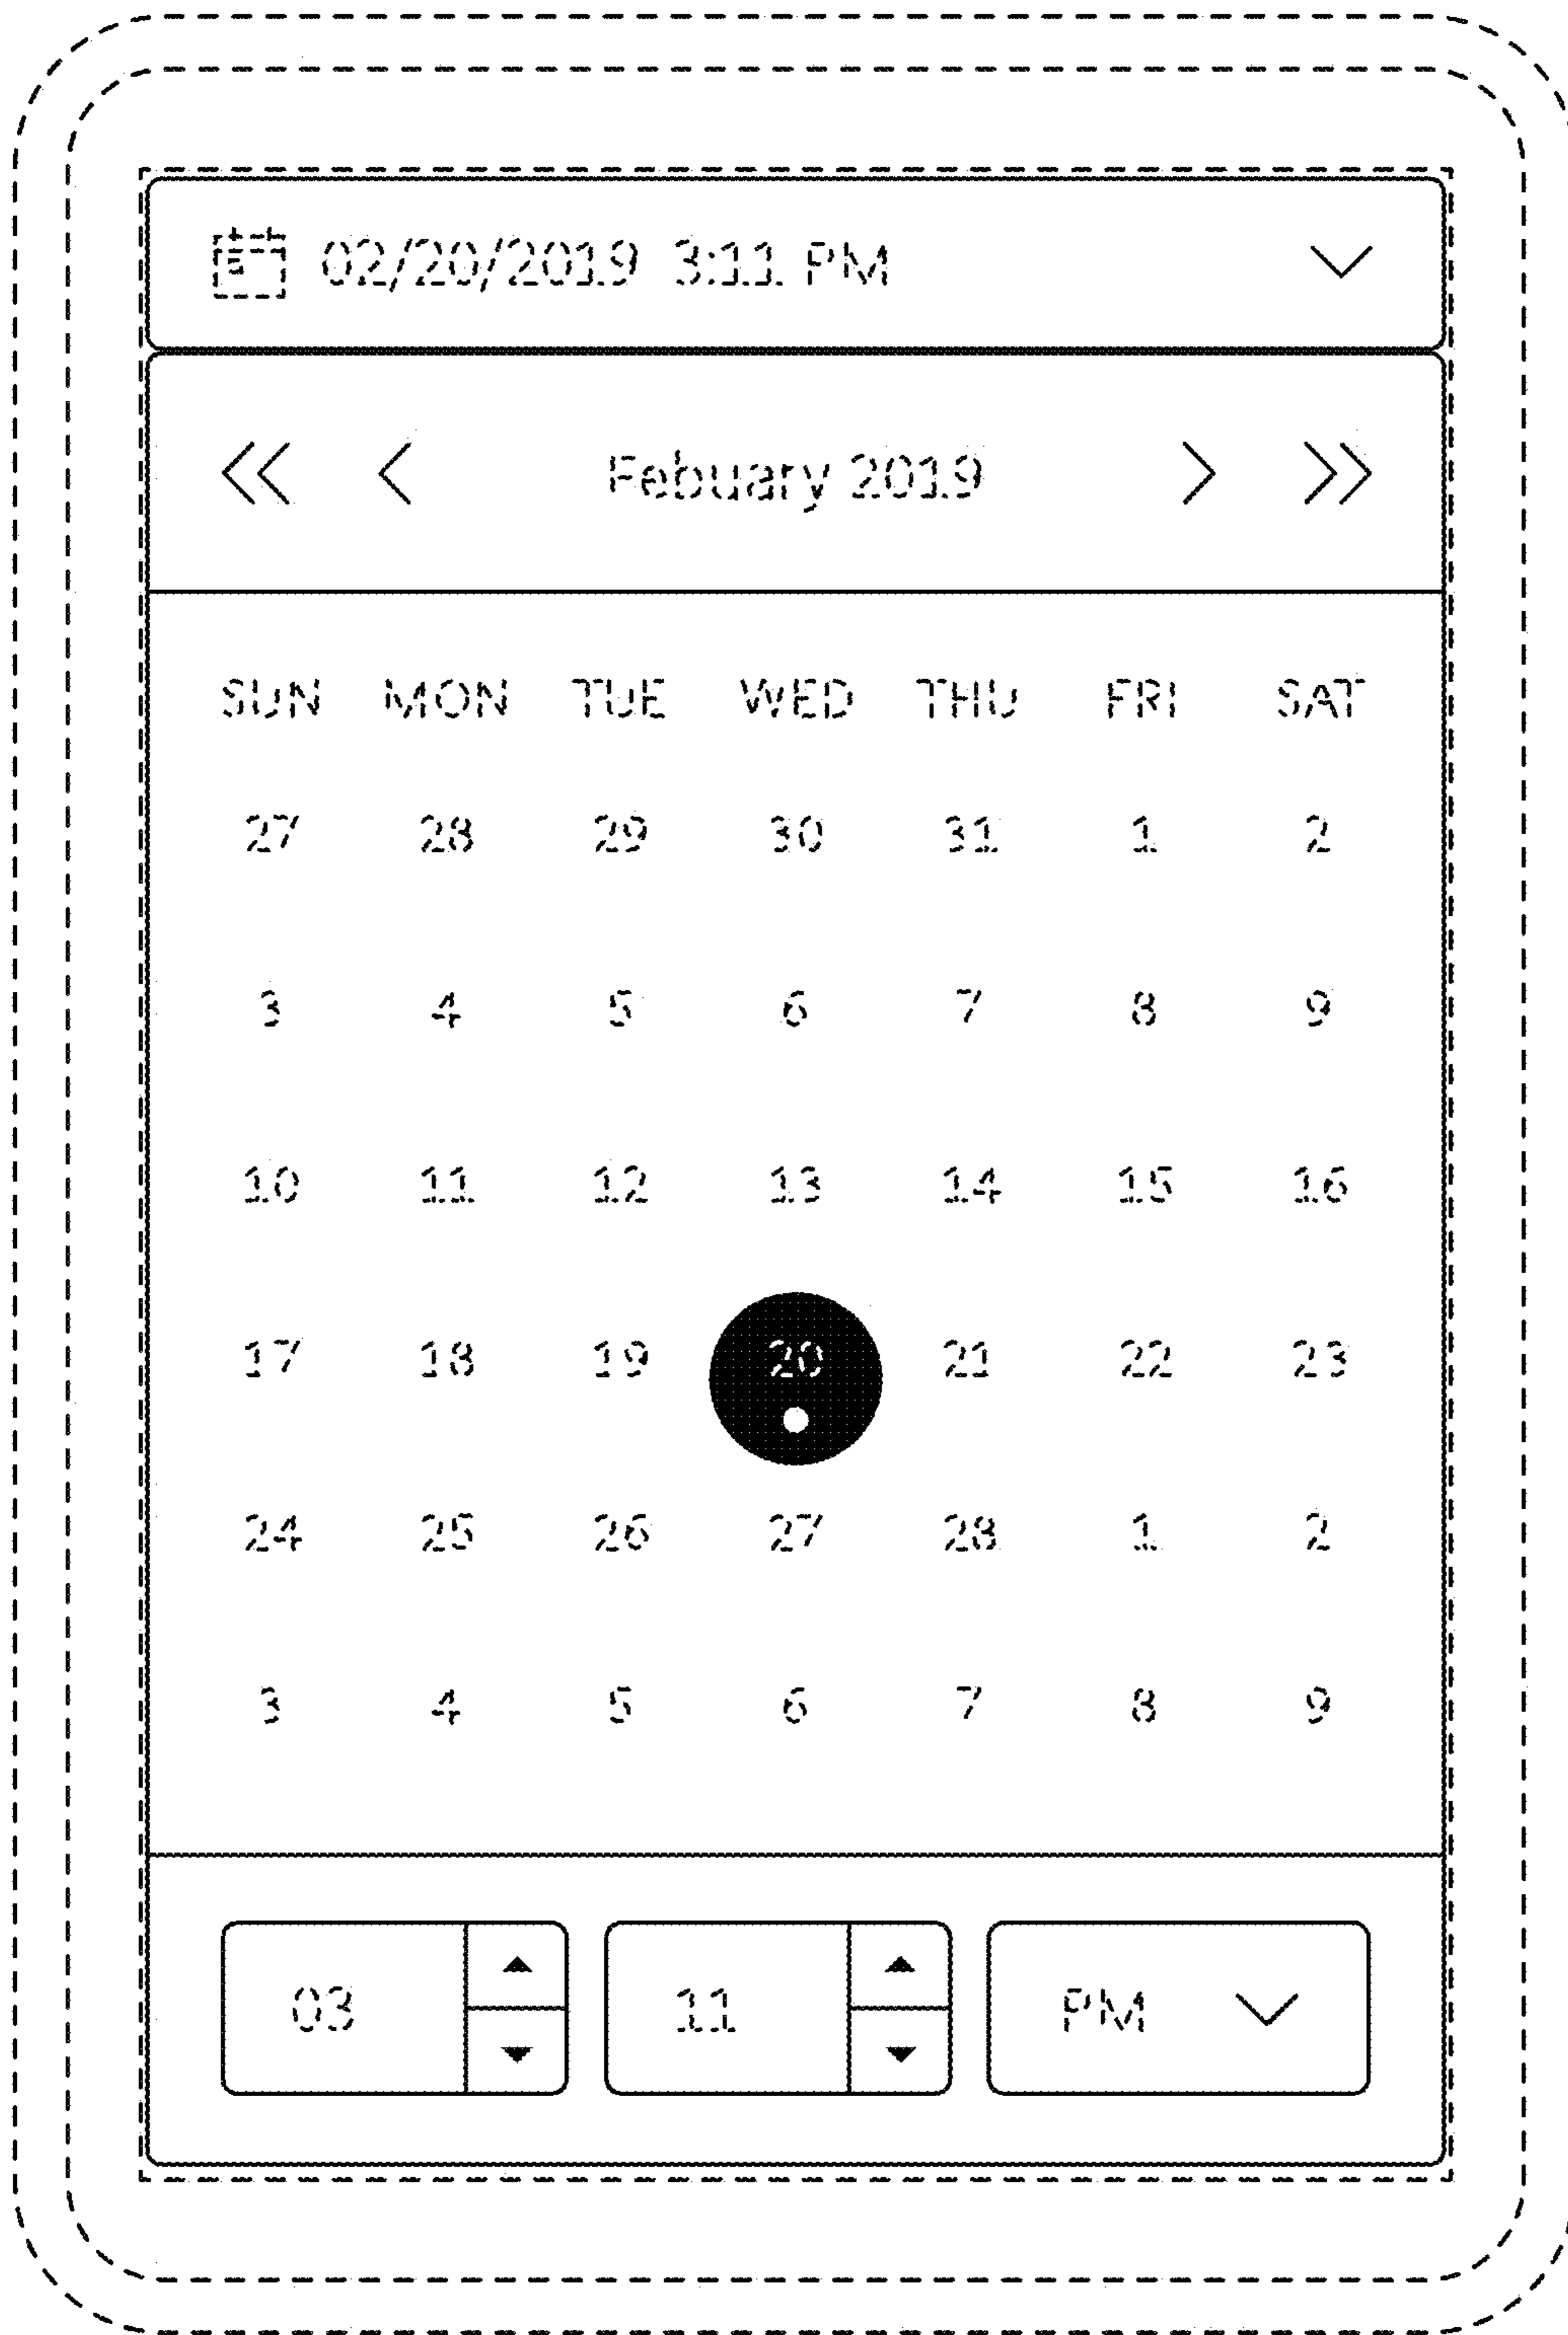 02/20/2019 3:11 PM
Febuary 2019
SUN MON TUE WED THU FRI SAT
27 28 29 30 31 1 2
3 4 5 6 7 8 9
10 11 12 13 14 15 16
17 18 19 20 21 22 23
24 25 26 27 28 1 2
3 4 5 6 7 8 9
03 11 PM